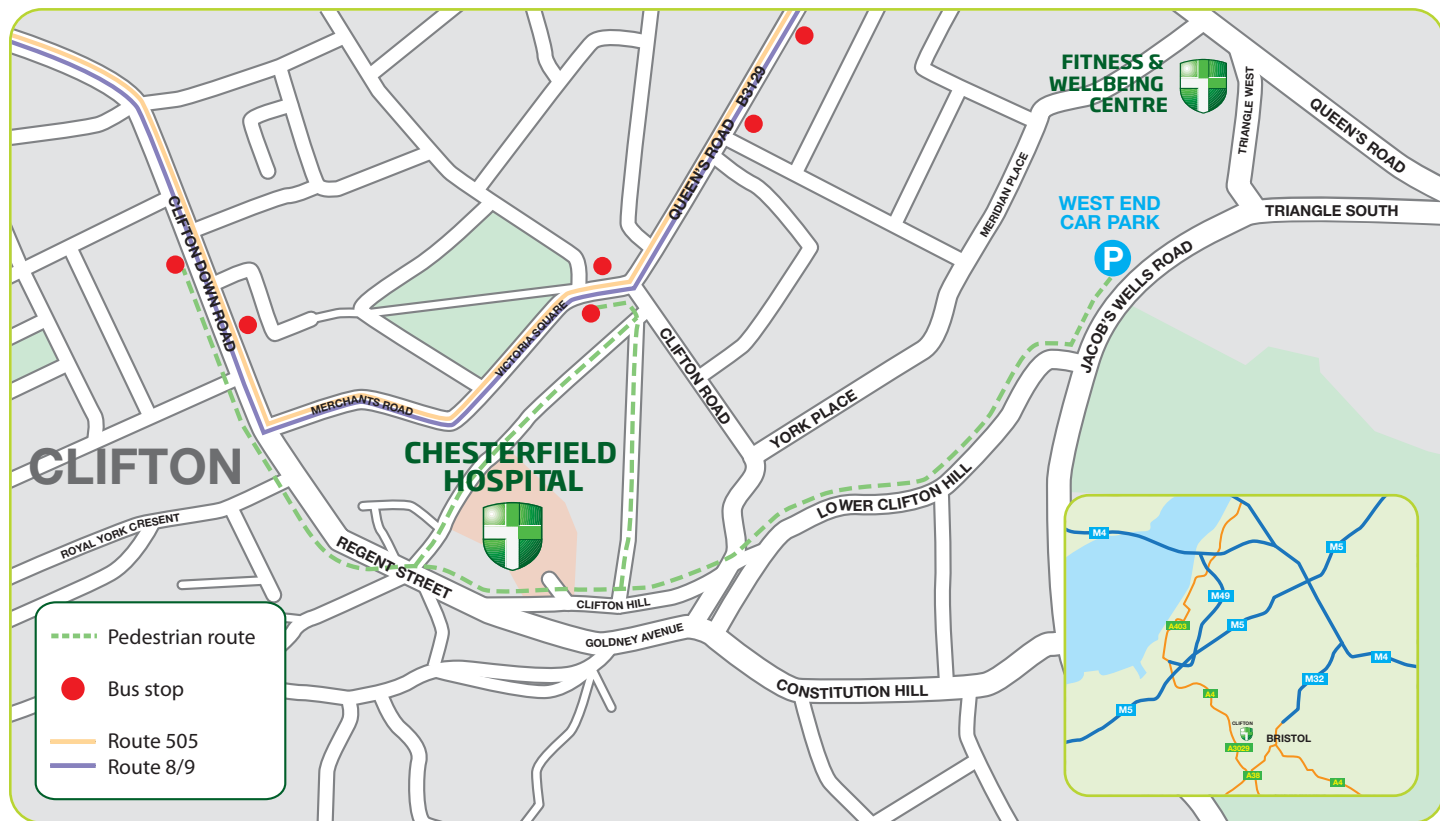 FITNESS &
WELLBEING
CENTRE
QUEEN'S ROAD
B3129
QUEEN'S ROAD
TRIANGLE WEST
TRIANGLE SOUTH
MERIDIAN PLACE
WEST END
CAR PARK
P
JACOB'S WELLS ROAD
CLIFTON DOWN ROAD
VICTORIA SQUARE
MERCHANTS ROAD
CLIFTON ROAD
YORK PLACE
CLIFTON
CHESTERFIELD
HOSPITAL
LOWER CLIFTON HILL
ROYAL YORK CRESENT
REGENT STREET
CLIFTON HILL
GOLDNEY AVENUE
CONSTITUTION HILL
Pedestrian route
Bus stop
Route 505
Route 8/9
M4
M5
M49
A403
M5
M4
M32
A4
M5
CLIFTON
BRISTOL
A3029
A38
A4